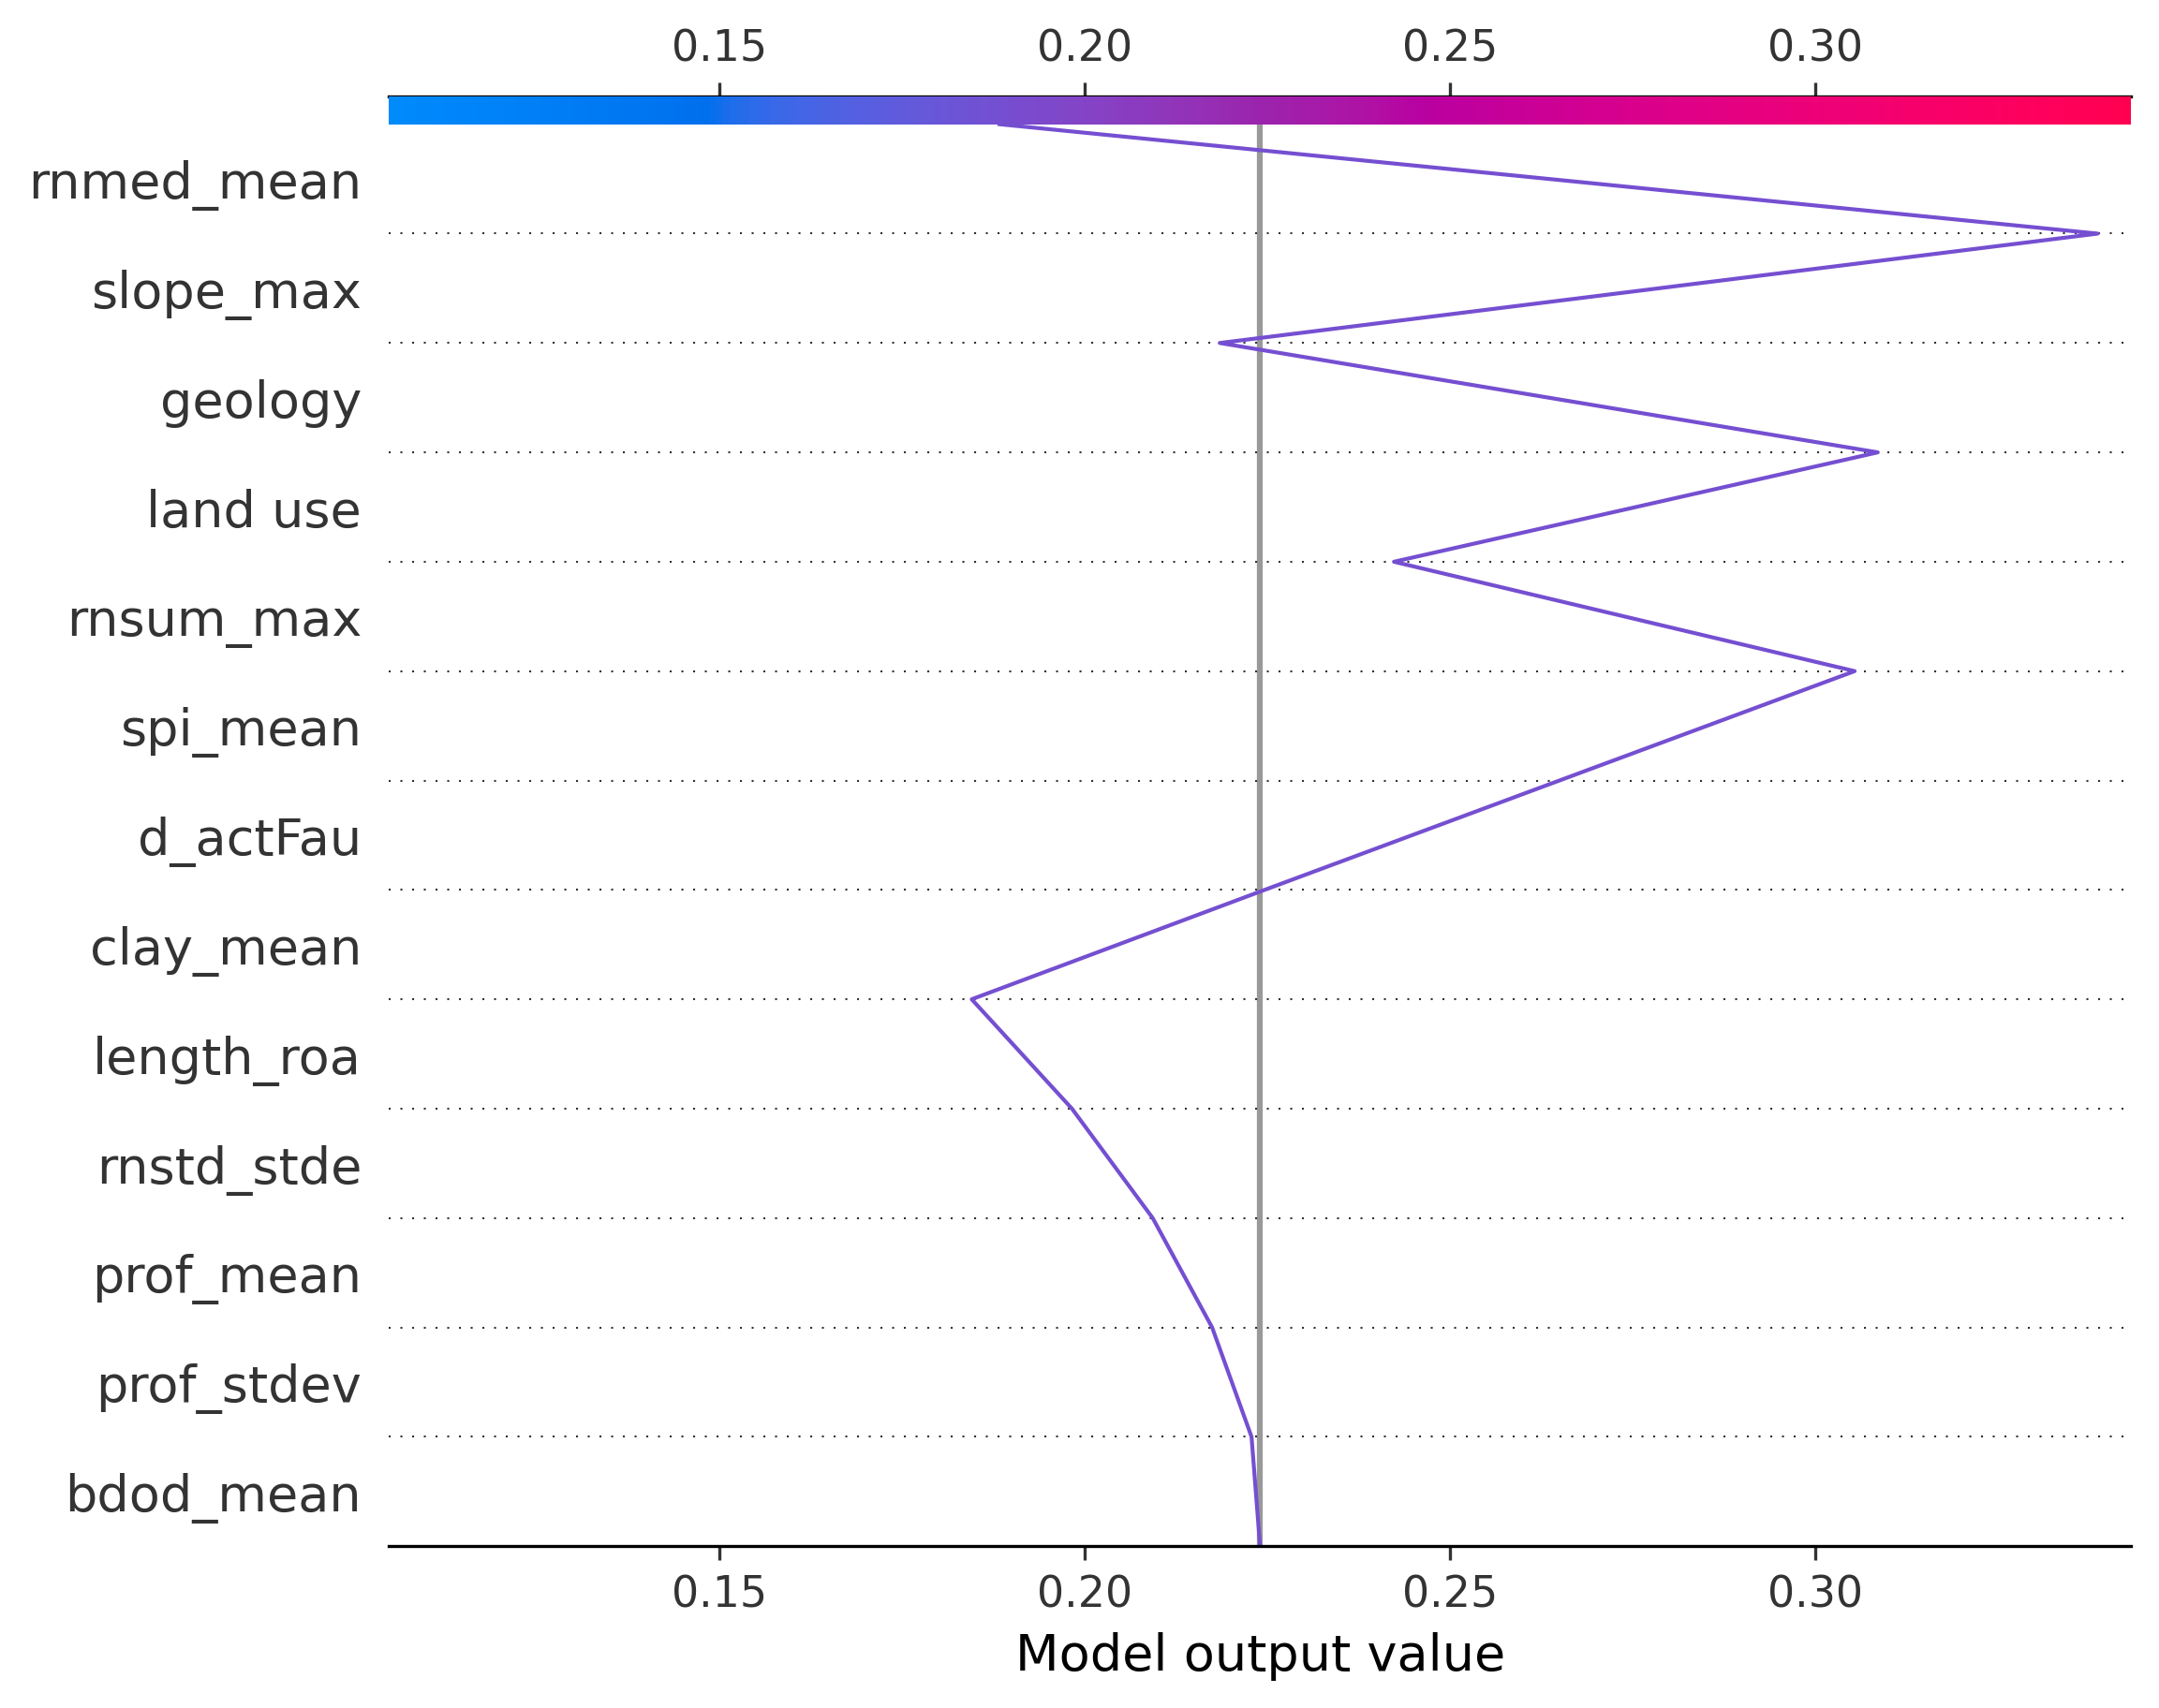 0.15 0.20 0.25 0.30
rnmed_mean
slope_max
geology
land use
rnsum_max
spi_mean
d_actFau
clay_mean
length_roa
rnstd_stde
prof_mean
prof_stdev
bdod_mean
0.15 0.20 0.25 0.30
Model output value